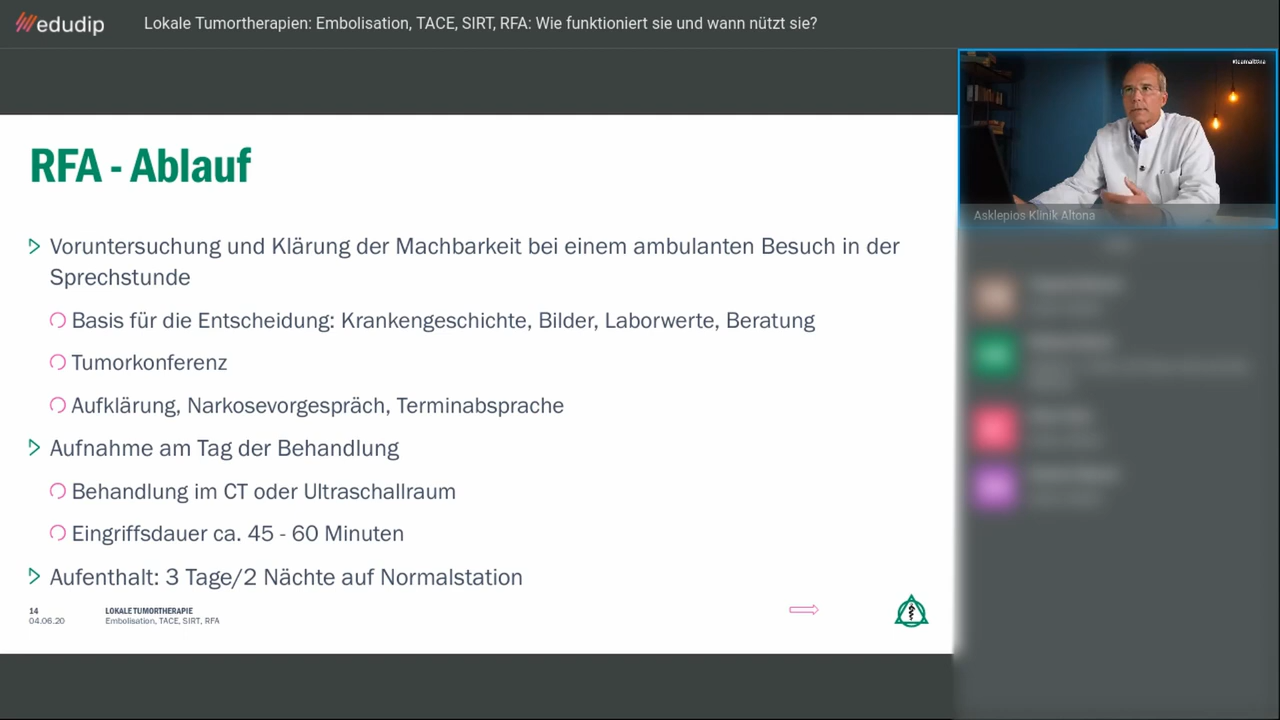 edudip
Lokale Tumortherapien: Embolisation, TACE, SIRT, RFA: Wie funktioniert sie und wann nützt sie?
#teamaltona
Asklepios Klinik Altona
RFA - Ablauf
Voruntersuchung und Klärung der Machbarkeit bei einem ambulanten Besuch in der
Sprechstunde
Basis für die Entscheidung: Krankengeschichte, Bilder, Laborwerte, Beratung
Tumorkonferenz
Aufklärung, Narkosevorgespräch, Terminabsprache
Aufnahme am Tag der Behandlung
Behandlung im CT oder Ultraschallraum
Eingriffsdauer ca. 45 - 60 Minuten
Aufenthalt: 3 Tage/2 Nächte auf Normalstation
14
LOKALE TUMORTHERAPIE
04.06.20
Embolisation, TACE, SIRT, RFA